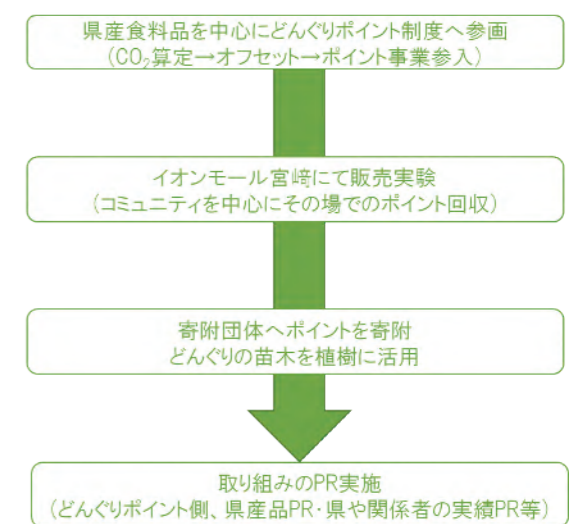 県産食料品を中心にどんぐりポイント制度へ参画
（CO₂算定→オフセット→ポイント事業参入）
イオンモール宮崎にて販売実験
（コミュニティを中心にその場でのポイント回収）
寄附団体へポイントを寄附
どんぐりの苗木を植樹に活用
取り組みのPR実施
（どんぐりポイント側、県産品PR・県や関係者の実績PR等）